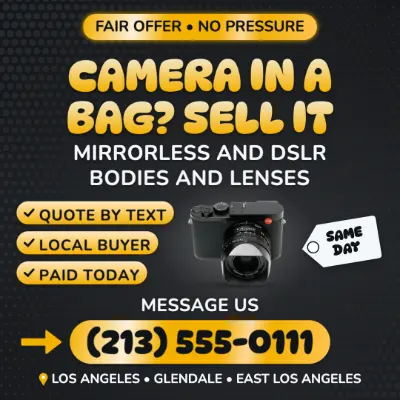 FAIR OFFER • NO PRESSURE
CAMERA IN A
BAG? SELL IT
MIRRORLESS AND DSLR
BODIES AND LENSES
QUOTE BY TEXT
LOCAL BUYER
PAID TODAY
SAME
DAY
MESSAGE US
(213) 555-0111
LOS ANGELES • GLENDALE • EAST LOS ANGELES